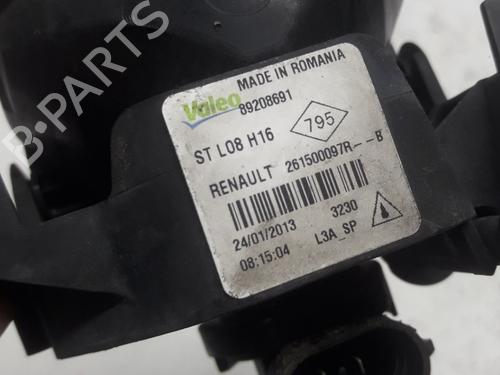 B-PARTS
MADE IN ROMANIA
Valeo 89208691
ST L08 H16 795
RENAULT 261500097R---B
24/01/2013 3230
08:15:04 L3A_SP